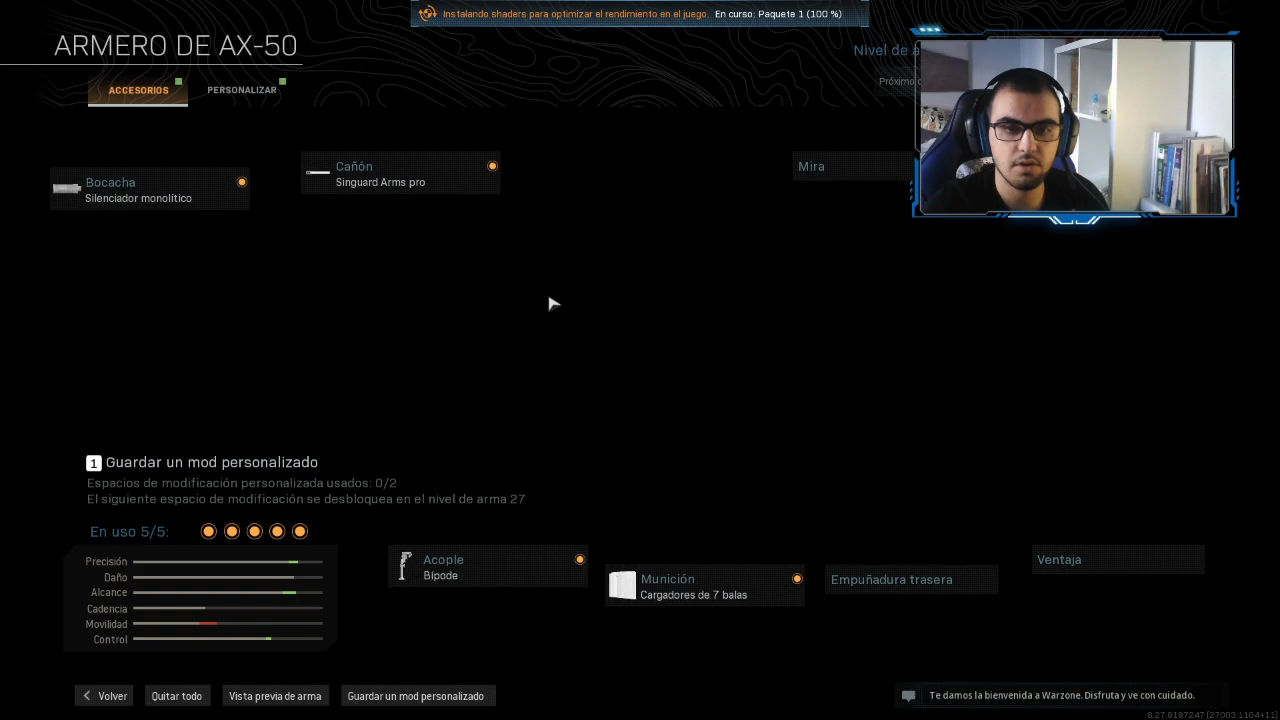 Instalando shaders para optimizar el rendimiento en el juego. En curso: Paquete 1 (100 %)
ARMERO DE AX-50
Nivel de a
Próximo
ACCESORIOS
PERSONALIZAR
Cañón
Singuard Arms pro
Mira
Bocacha
Silenciador monolítico
1 Guardar un mod personalizado
Espacios de modificación personalizada usados: 0/2
El siguiente espacio de modificación se desbloquea en el nivel de arma 27
En uso 5/5:
Precisión
Daño
Alcance
Cadencia
Movilidad
Control
Acople
Bípode
Munición
Cargadores de 7 balas
Empuñadura trasera
Ventaja
Volver
Quitar todo
Vista previa de arma
Guardar un mod personalizado
Te damos la bienvenida a Warzone. Disfruta y ve con cuidado.